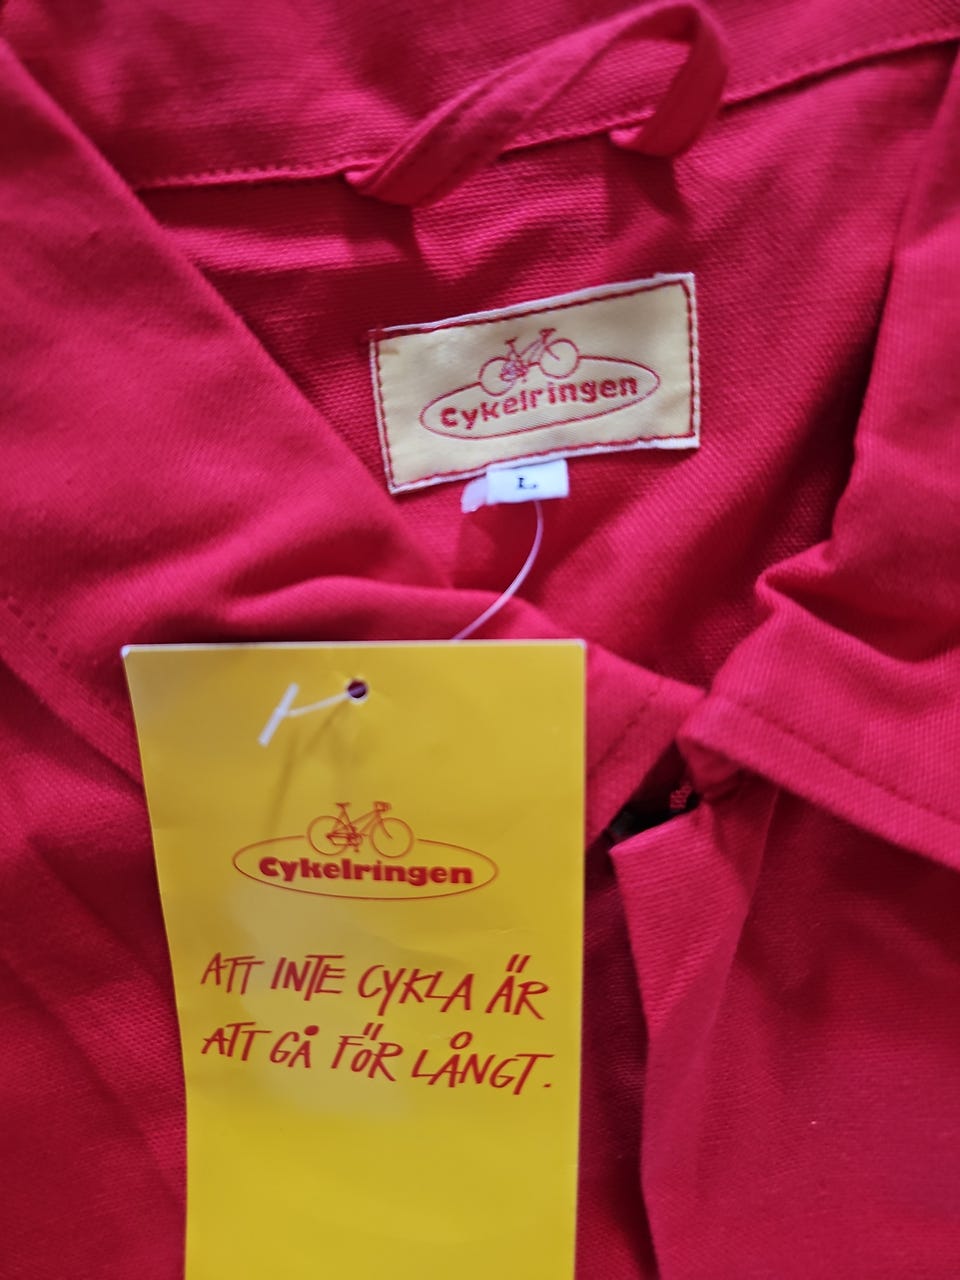 Cykelringen
L
Cykelringen
ATT INTE CYKLA ÄR
ATT GÅ FÖR LÅNGT.